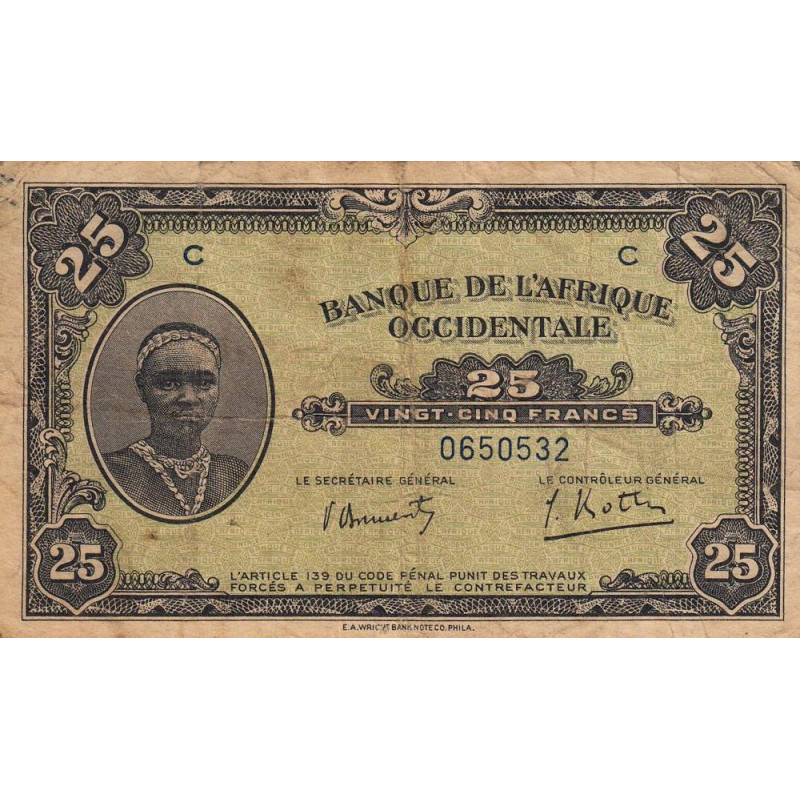 25
25
C
C
BANQUE DE L'AFRIQUE
OCCIDENTALE
25
VINGT-CINQ FRANCS
0650532
LE SECRÉTAIRE GÉNÉRAL
LE CONTRÔLEUR GÉNÉRAL
25
25
L'ARTICLE 139 DU CODE PÉNAL PUNIT DES TRAVAUX
FORCÉS A PERPETUITÉ LE CONTREFACTEUR
E.A.WRIGHT BANK NOTE CO. PHILA.